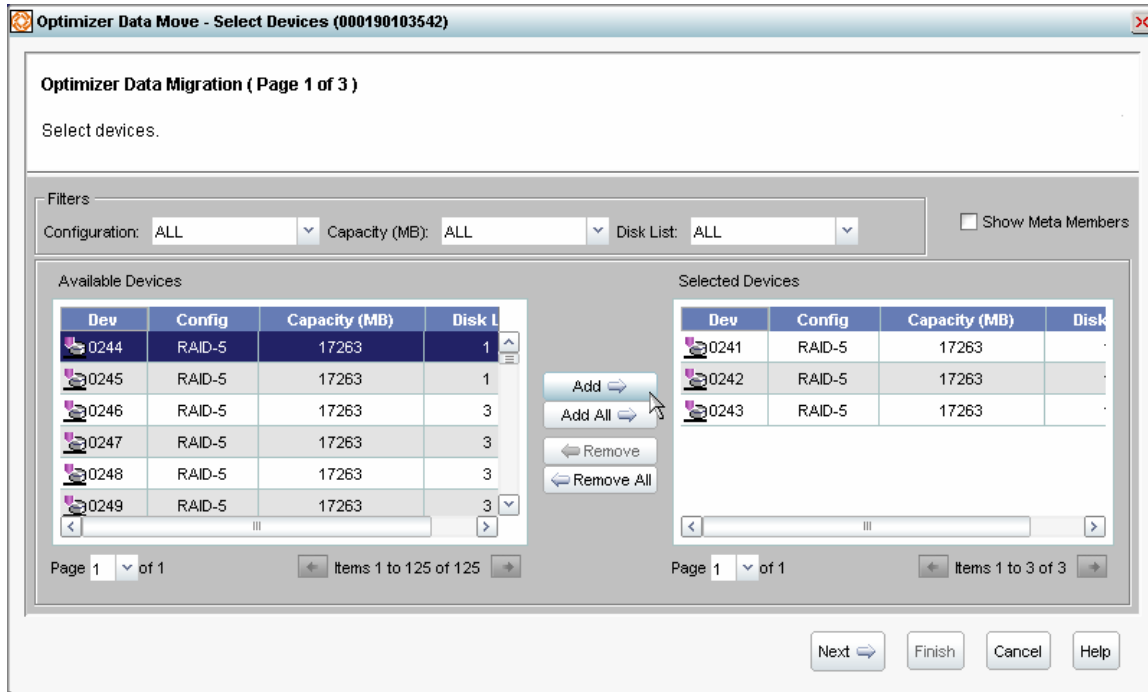 Optimizer Data Move - Select Devices (000190103542)
Optimizer Data Migration ( Page 1 of 3 )
Select devices.
Filters
Configuration: ALL Capacity (MB): ALL Disk List: ALL
Show Meta Members
Available Devices
Dev Config Capacity (MB) Disk L
0244 RAID-5 17263 1
0245 RAID-5 17263 1
0246 RAID-5 17263 3
0247 RAID-5 17263 3
0248 RAID-5 17263 3
0249 RAID-5 17263 3
Page 1 of 1 Items 1 to 125 of 125
Add
Add All
Remove
Remove All
Selected Devices
Dev Config Capacity (MB) Disk
0241 RAID-5 17263
0242 RAID-5 17263
0243 RAID-5 17263
Page 1 of 1 Items 1 to 3 of 3
Next Finish Cancel Help